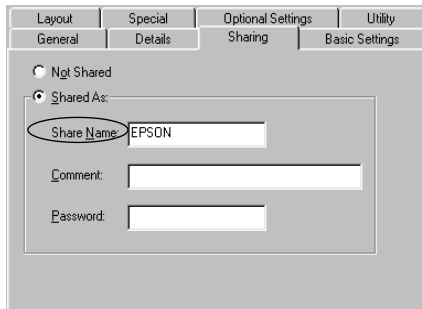 Layout Special Optional Settings Utility
General Details Sharing Basic Settings
Not Shared
Shared As:
Share Name: EPSON
Comment:
Password: